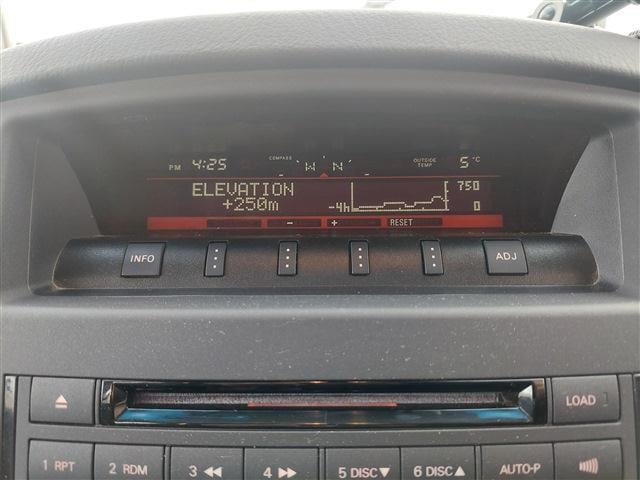 PM 4:25 COMPASS W N OUTSIDE TEMP 5°C
ELEVATION 750
+250m -4h 0
- + RESET
INFO ADJ
LOAD
1 RPT 2 RDM 3 ◀◀ 4 ▶▶ 5 DISC▼ 6 DISC▲ AUTO-P